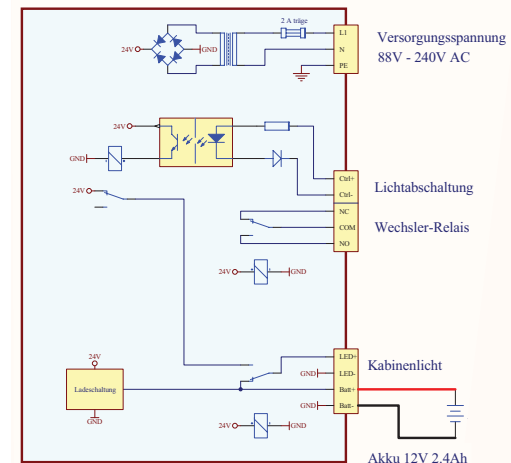 2 A träge
L1
Versorgungsspannung
24V
GND
N
88V - 240V AC
PE
24V
GND
Ctrl+
Lichtabschaltung
24V
Ctrl-
NC
COM
Wechsler-Relais
NO
24V
GND
24V
LED+
Kabinenlicht
GND
LED-
Ladeschaltung
Batt+
GND
Batt-
GND
24V
GND
Akku 12V 2.4Ah